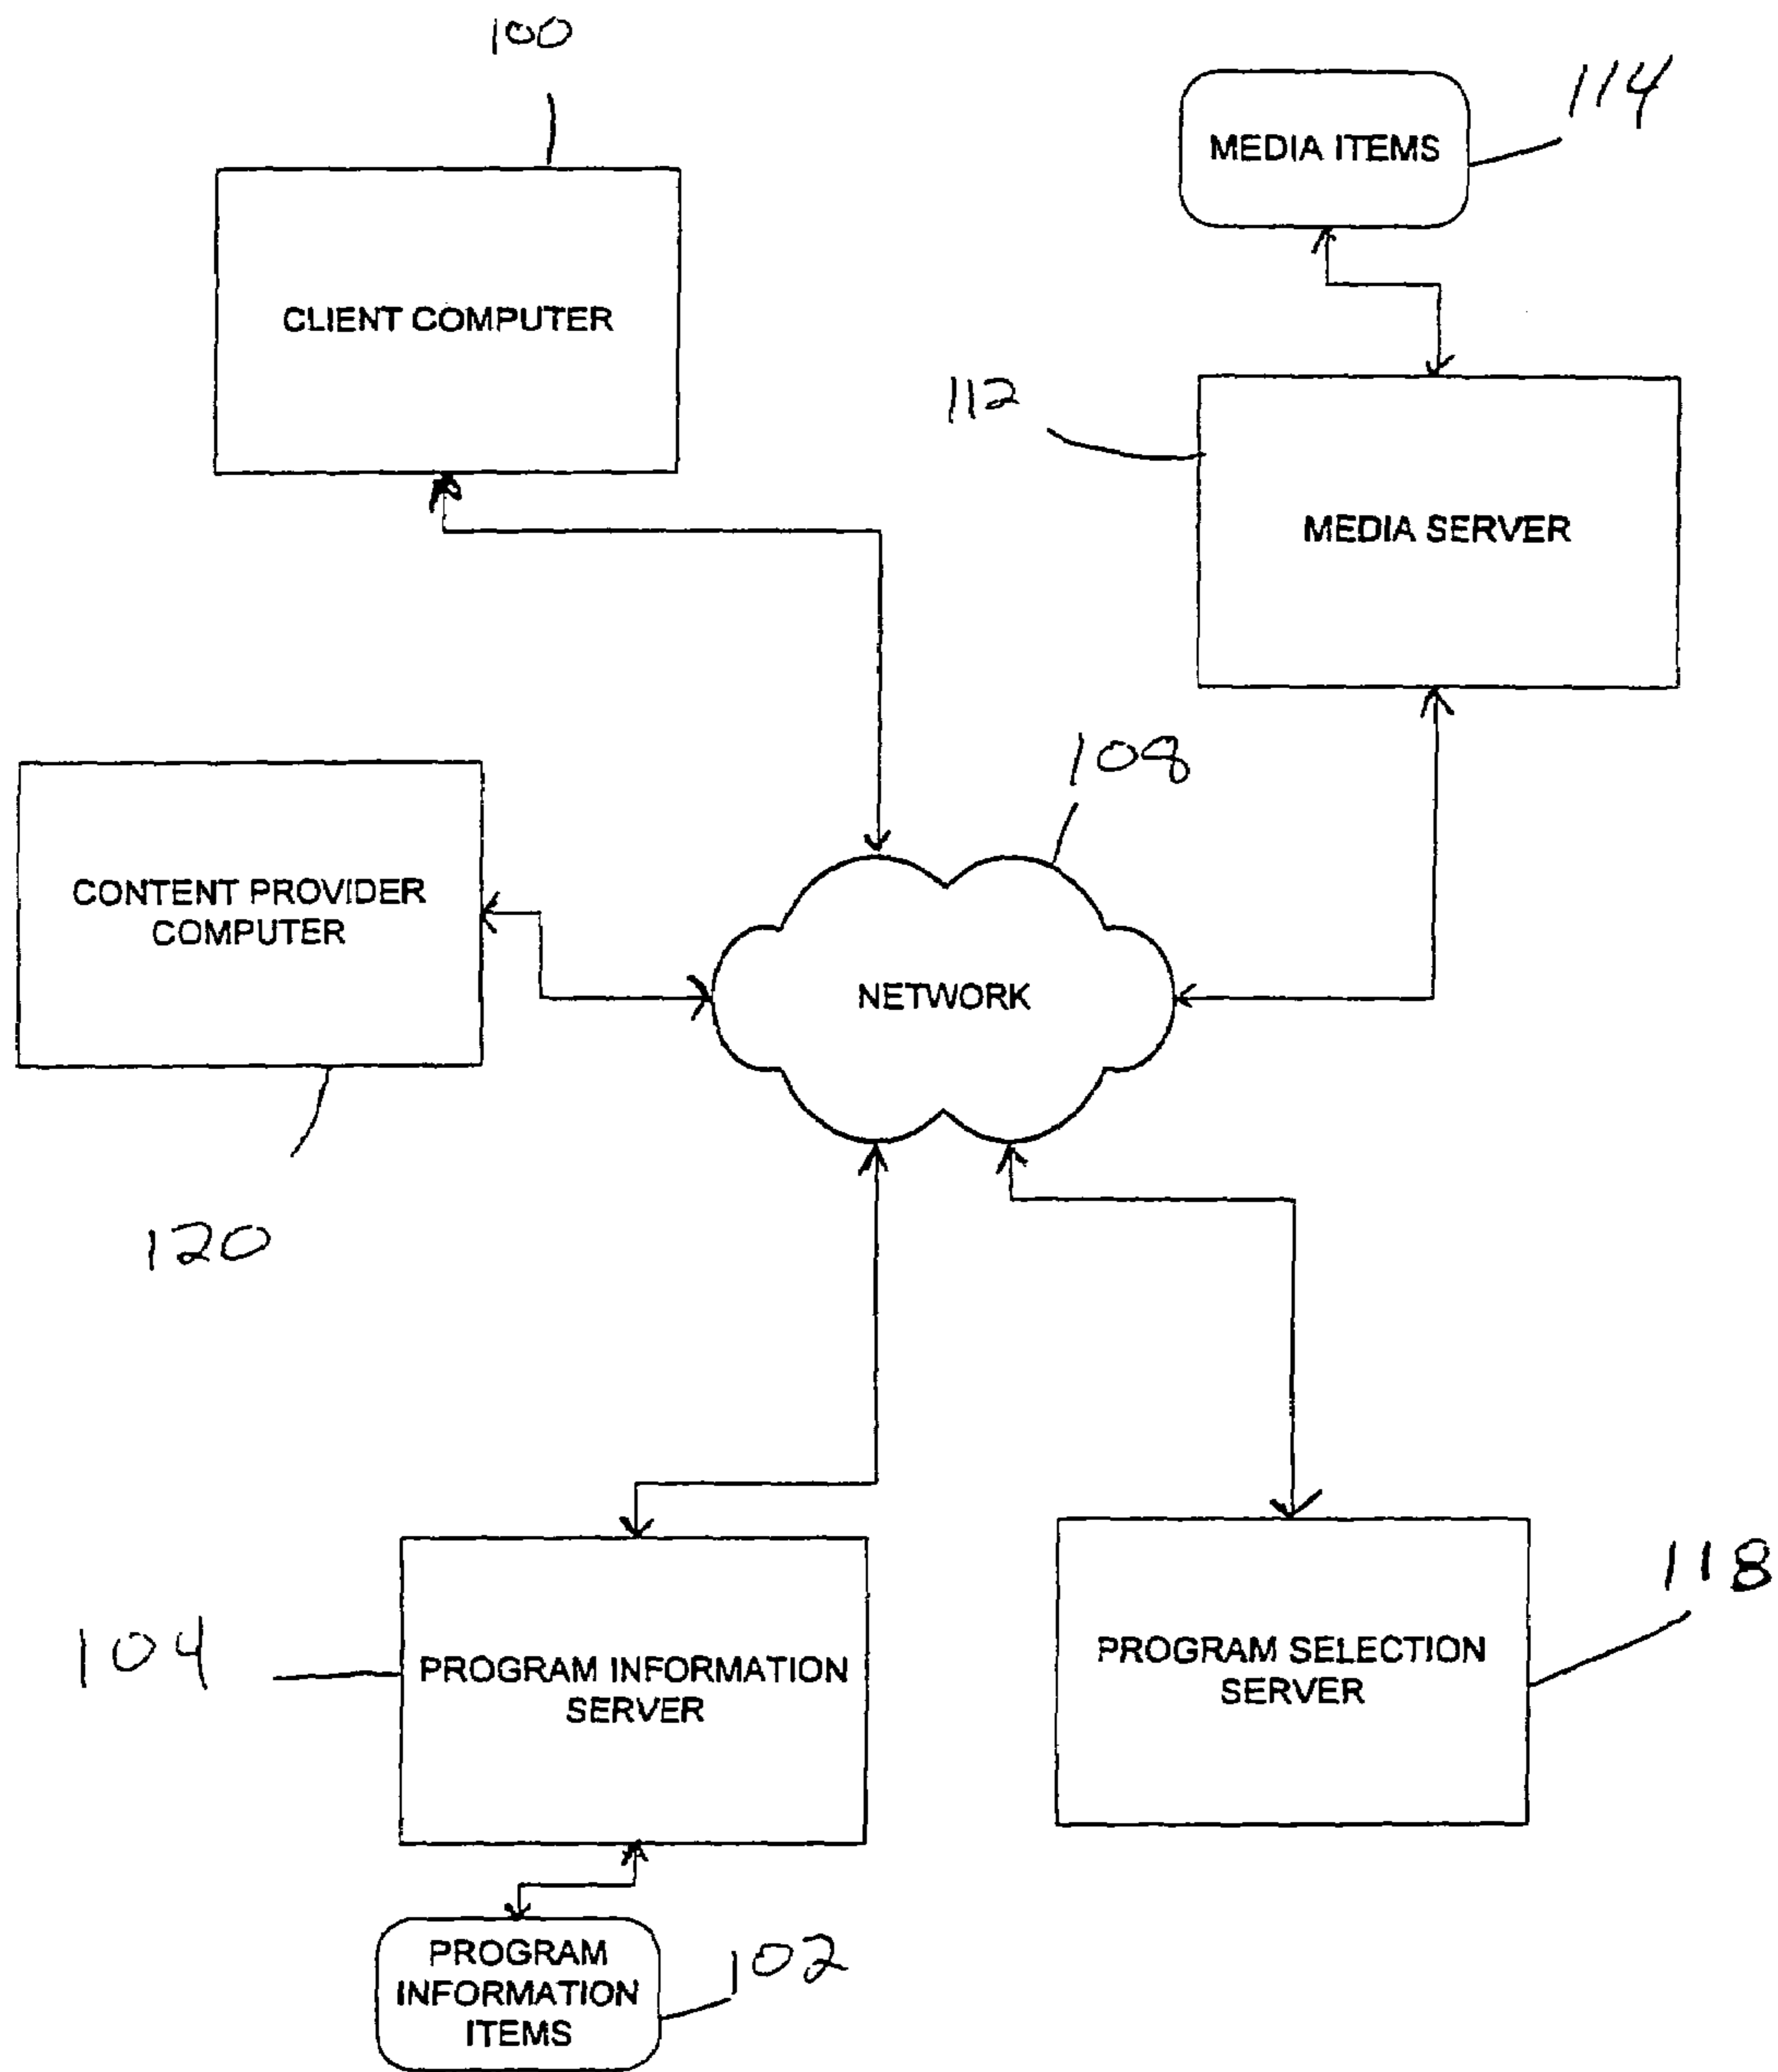 100
114
MEDIA ITEMS
CLIENT COMPUTER
112
MEDIA SERVER
108
CONTENT PROVIDER
COMPUTER
NETWORK
120
118
104
PROGRAM INFORMATION
SERVER
PROGRAM SELECTION
SERVER
PROGRAM
INFORMATION
ITEMS
102